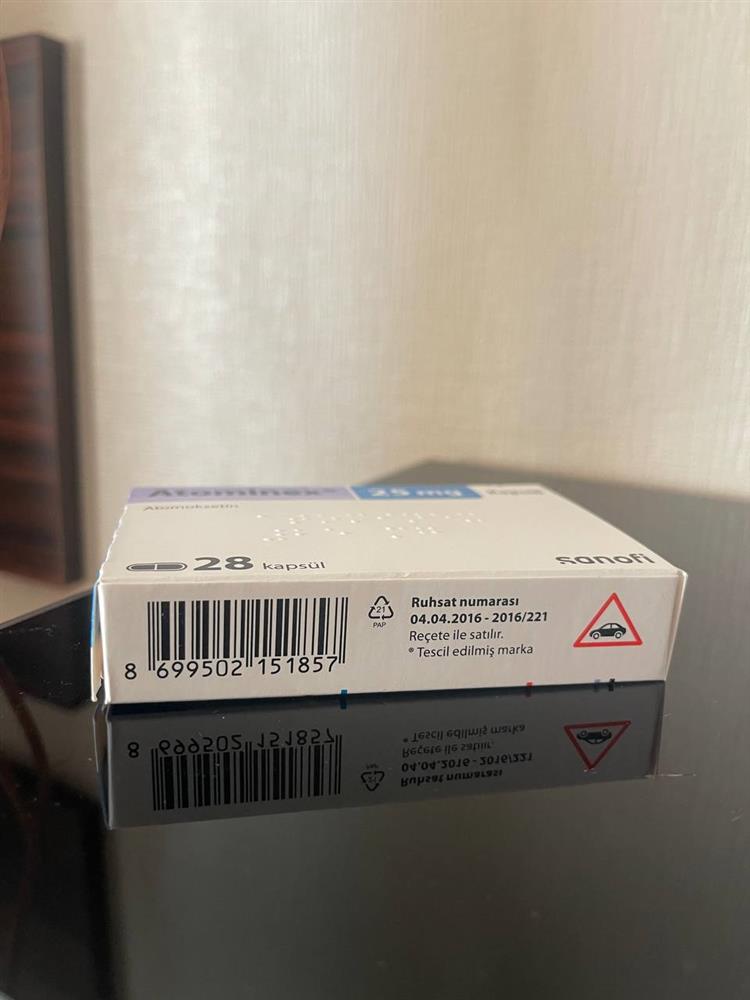 Atominex® 25 mg
Atomoksetin
28 kapsül
sanofi
Ruhsat numarası
04.04.2016 - 2016/221
Reçete ile satılır.
® Tescil edilmiş marka
21
PAP
8 699502 151857